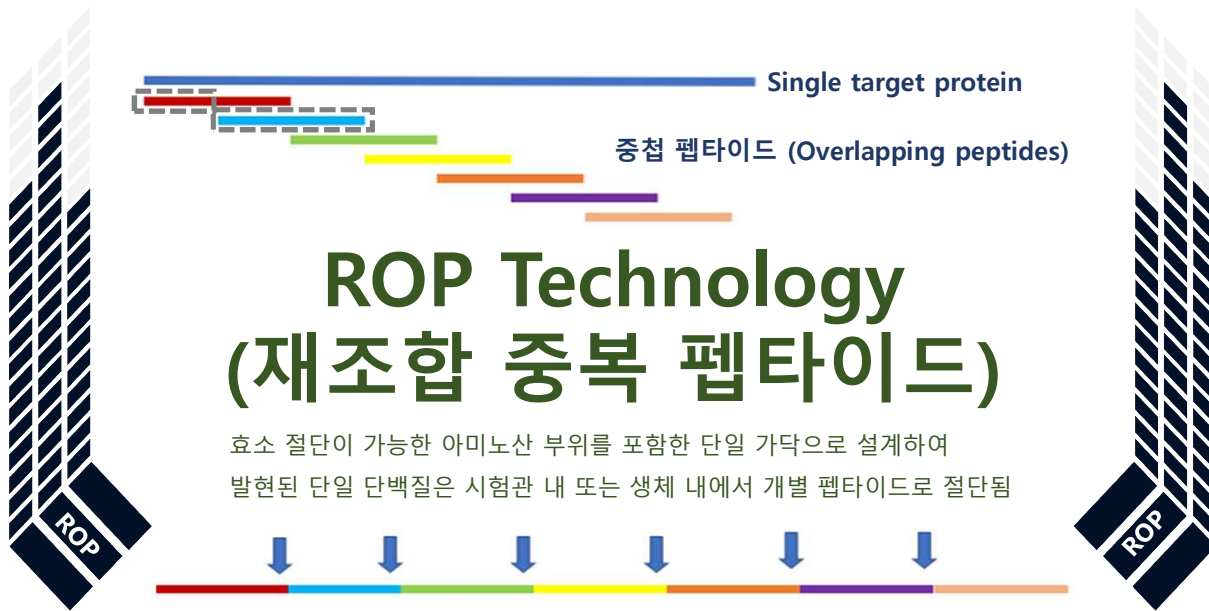 Single target protein
중첩 펩타이드 (Overlapping peptides)
ROP Technology
(재조합 중복 펩타이드)
효소 절단이 가능한 아미노산 부위를 포함한 단일 가닥으로 설계하여
발현된 단일 단백질은 시험관 내 또는 생체 내에서 개별 펩타이드로 절단됨
ROP
ROP